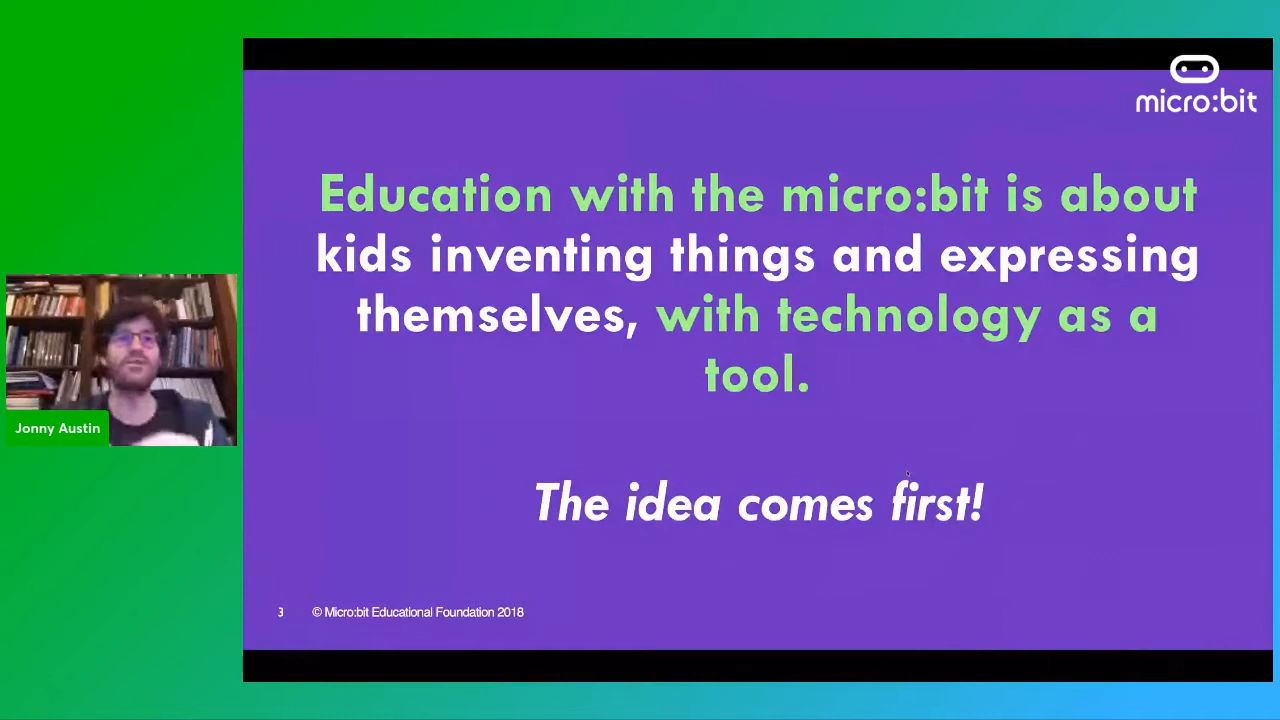 micro:bit
Education with the micro:bit is about
kids inventing things and expressing
themselves, with technology as a
tool.
The idea comes first!
Jonny Austin
3 © Micro:bit Educational Foundation 2018